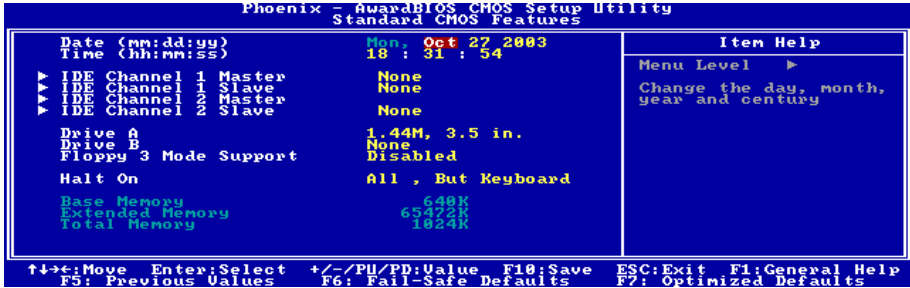 Phoenix - AwardBIOS CMOS Setup Utility
Standard CMOS Features
Date (mm:dd:yy) Mon, Oct 27 2003
Time (hh:mm:ss) 18 : 31 : 54
► IDE Channel 1 Master None
► IDE Channel 1 Slave None
► IDE Channel 2 Master
► IDE Channel 2 Slave None
Drive A 1.44M, 3.5 in.
Drive B None
Floppy 3 Mode Support Disabled
Halt On All , But Keyboard
Base Memory 640K
Extended Memory 65472K
Total Memory 1024K
Item Help
Menu Level ►
Change the day, month,
year and century
↑↓→←:Move Enter:Select +/-/PU/PD:Value F10:Save ESC:Exit F1:General Help
F5: Previous Values F6: Fail-Safe Defaults F7: Optimized Defaults